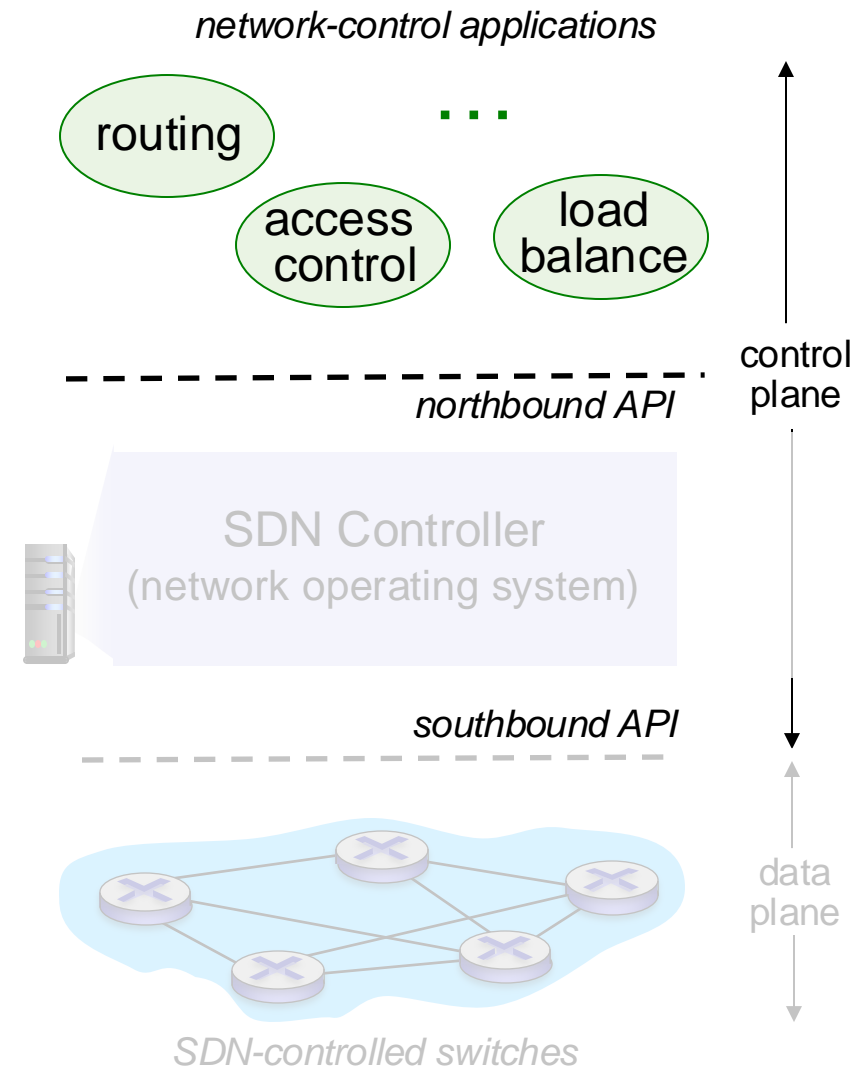 network-control applications
routing
...
access
control
load
balance
control
plane
northbound API
SDN Controller
(network operating system)
southbound API
data
plane
SDN-controlled switches